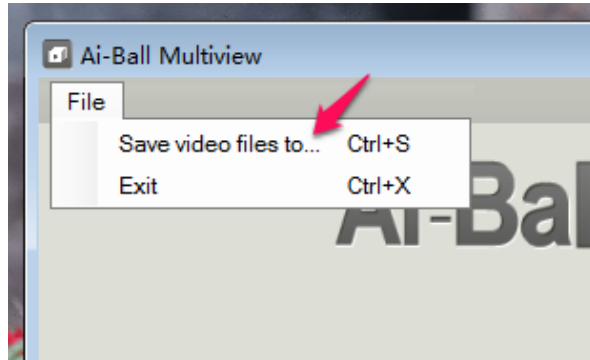 Ai-Ball Multiview
File
Save video files to... Ctrl+S
Exit Ctrl+X
Ai-Bal